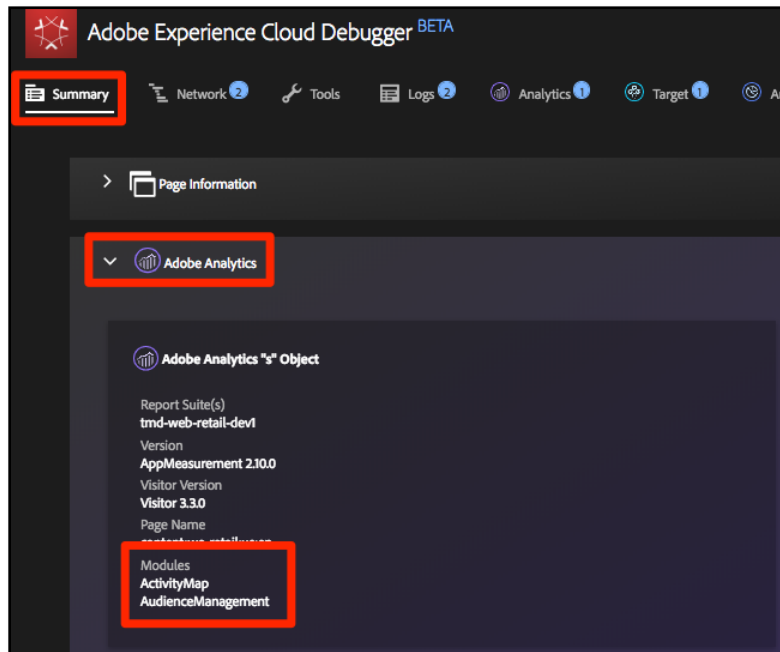 Adobe Experience Cloud Debugger BETA
Summary Network 2 Tools Logs 2 Analytics 1 Target 1
Page Information
Adobe Analytics
Adobe Analytics "s" Object
Report Suite(s)
tmd-web-retail-dev1
Version
AppMeasurement 2.10.0
Visitor Version
Visitor 3.3.0
Page Name
Modules
ActivityMap
AudienceManagement